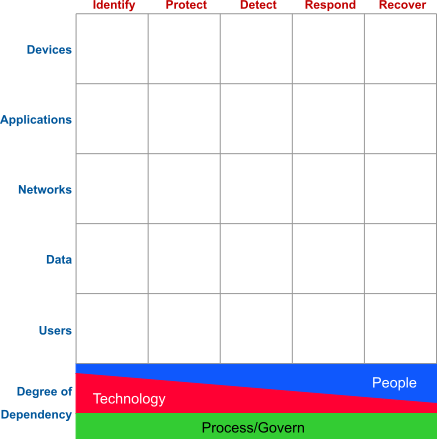 Identify Protect Detect Respond Recover
Devices
Applications
Networks
Data
Users
People
Degree of
Technology
Dependency
Process/Govern